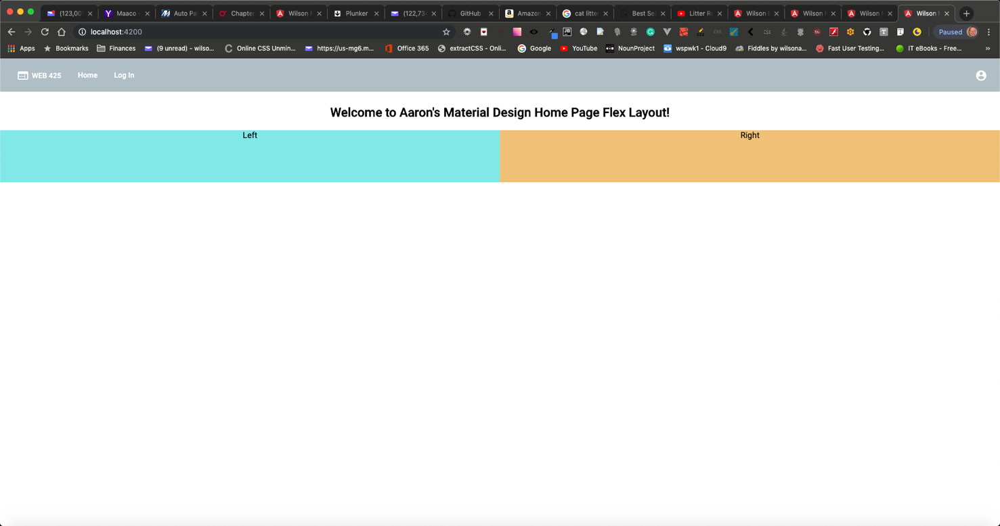 (123,00 Maaco Auto Pa Chapter Wilson Plunker (122,73 GitHub Amazon cat litter Best Se Litter R Wilson Wilson Wilson Wilson
localhost:4200 Paused
Apps Bookmarks Finances (9 unread) - wilso... Online CSS Unmin... https://us-mg6.m... Office 365 extractCSS - Onli... Google YouTube NounProject wspwk1 - Cloud9 Fiddles by wilsona... Fast User Testing... IT eBooks - Free... »
WEB 425 Home Log In
Welcome to Aaron's Material Design Home Page Flex Layout!
Left Right